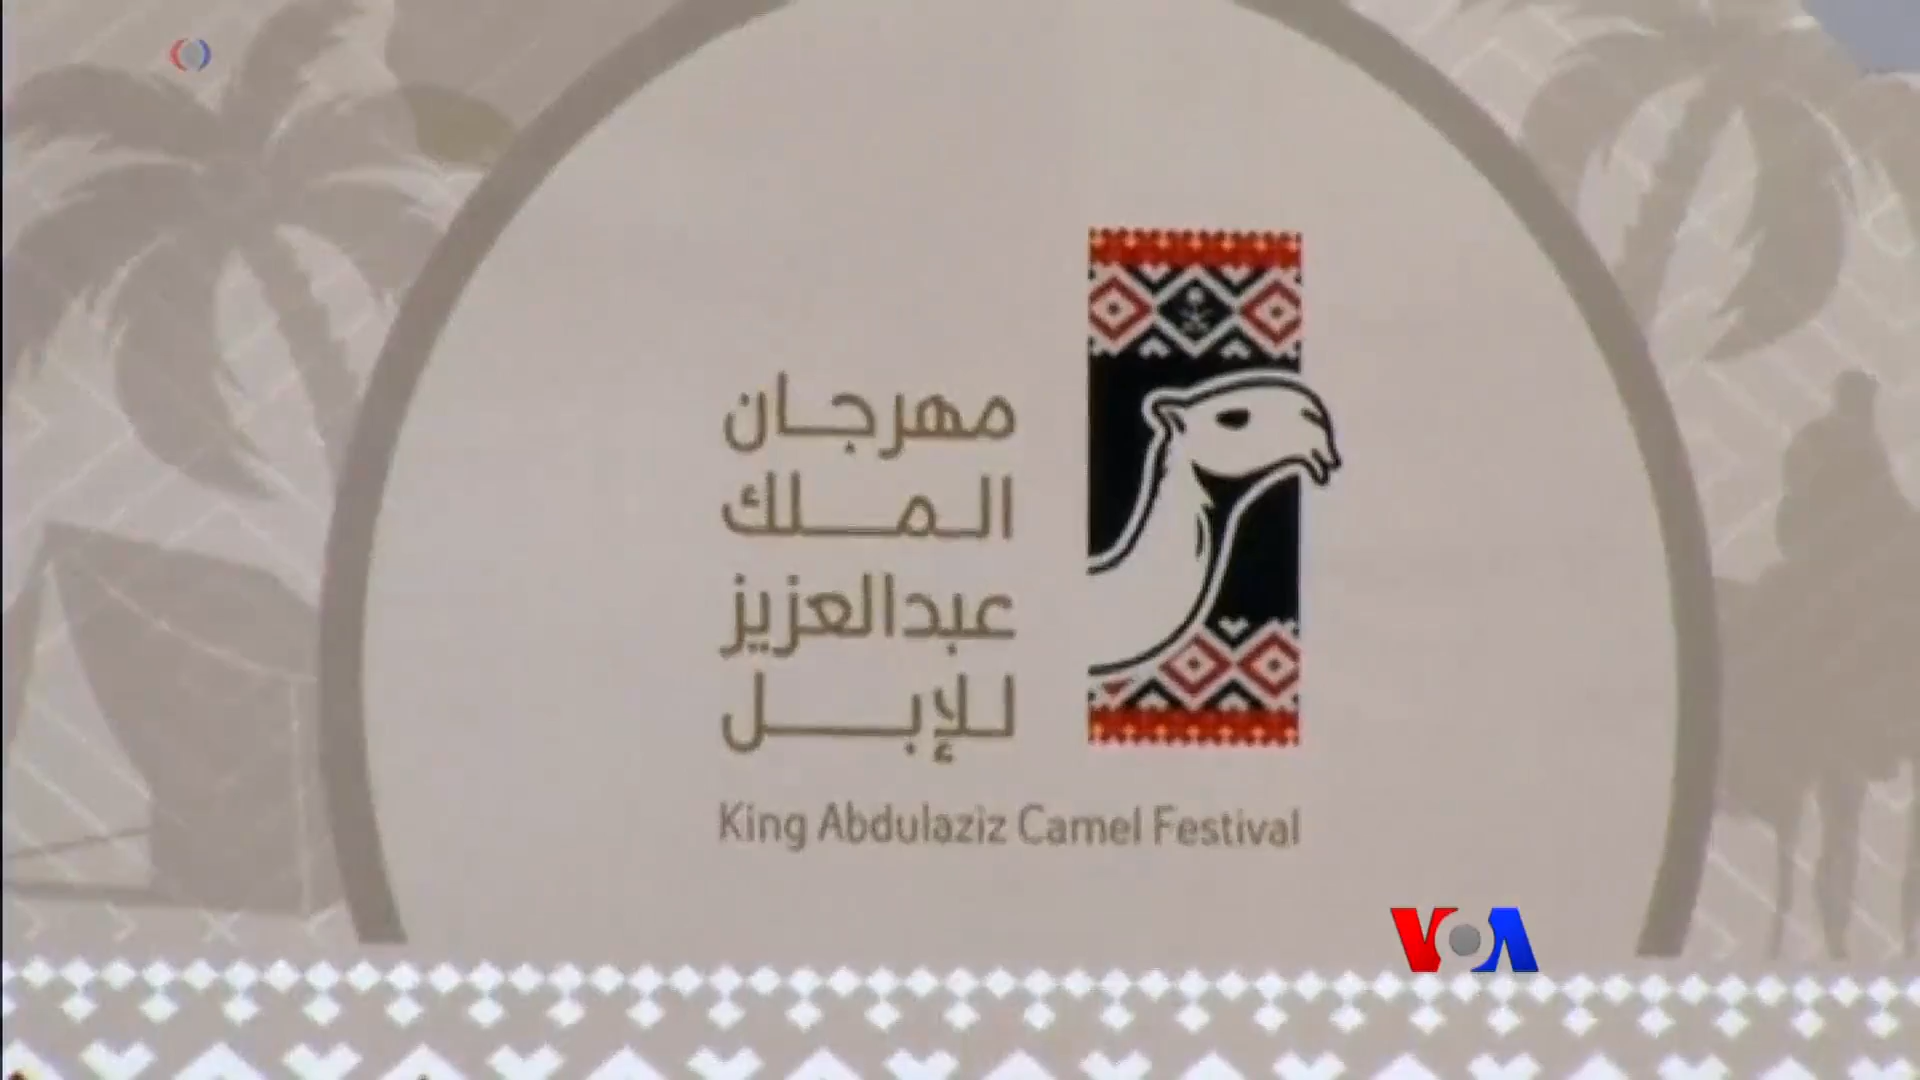 مهرجان
الملك
عبدالعزيز
للإبل
King Abdulaziz Camel Festival
VOA